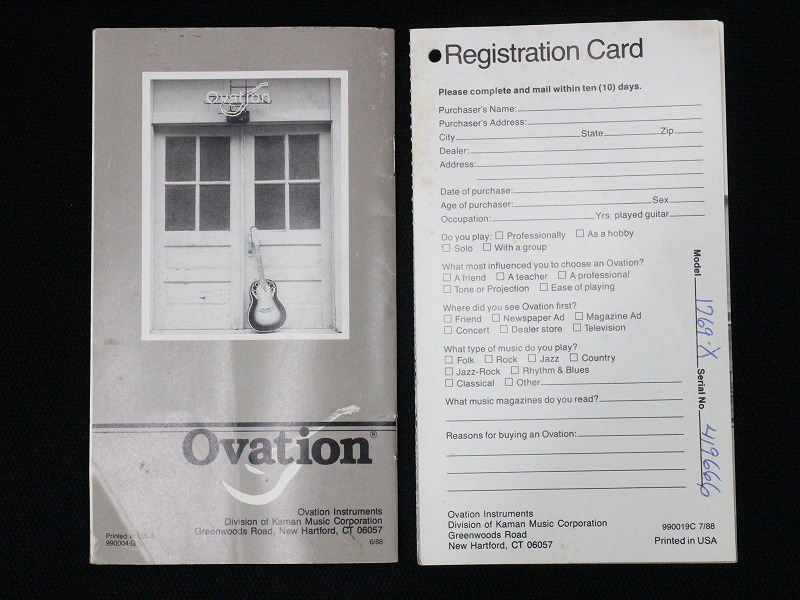 Ovation
Ovation®
Ovation Instruments
Division of Kaman Music Corporation
Greenwoods Road, New Hartford, CT 06057
Printed in U.S.A.
990004-G
6/88
Registration Card
Please complete and mail within ten (10) days.
Purchaser's Name:
Purchaser's Address:
City State Zip
Dealer:
Address:
Date of purchase:
Age of purchaser: Sex
Occupation: Yrs. played guitar
Do you play: ☐ Professionally ☐ As a hobby
☐ Solo ☐ With a group
What most influenced you to choose an Ovation?
☐ A friend ☐ A teacher ☐ A professional
☐ Tone or Projection ☐ Ease of playing
Where did you see Ovation first?
☐ Friend ☐ Newspaper Ad ☐ Magazine Ad
☐ Concert ☐ Dealer store ☐ Television
What type of music do you play?
☐ Folk ☐ Rock ☐ Jazz ☐ Country
☐ Jazz-Rock ☐ Rhythm & Blues
☐ Classical ☐ Other
What music magazines do you read?
Reasons for buying an Ovation:
Model 1769-X Serial No 419666
Ovation Instruments
Division of Kaman Music Corporation
Greenwoods Road
New Hartford, CT 06057
990019C 7/88
Printed in USA